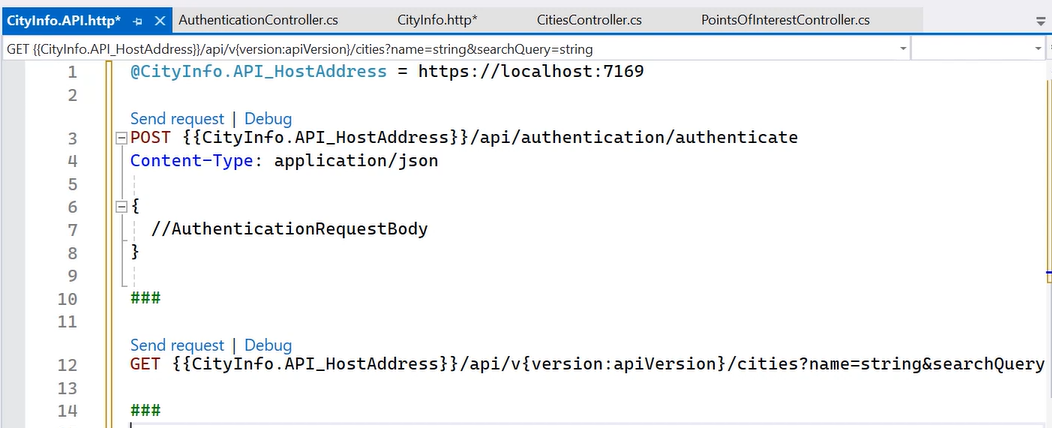 CityInfo.API.http* AuthenticationController.cs CityInfo.http* CitiesController.cs PointsOfInterestController.cs
GET {{CityInfo.API_HostAddress}}/api/v{version:apiVersion}/cities?name=string&searchQuery=string
1 @CityInfo.API_HostAddress = https://localhost:7169
2
Send request | Debug
3 POST {{CityInfo.API_HostAddress}}/api/authentication/authenticate
4 Content-Type: application/json
5
6 {
7 //AuthenticationRequestBody
8 }
9
10 ###
11
Send request | Debug
12 GET {{CityInfo.API_HostAddress}}/api/v{version:apiVersion}/cities?name=string&searchQuery
13
14 ###